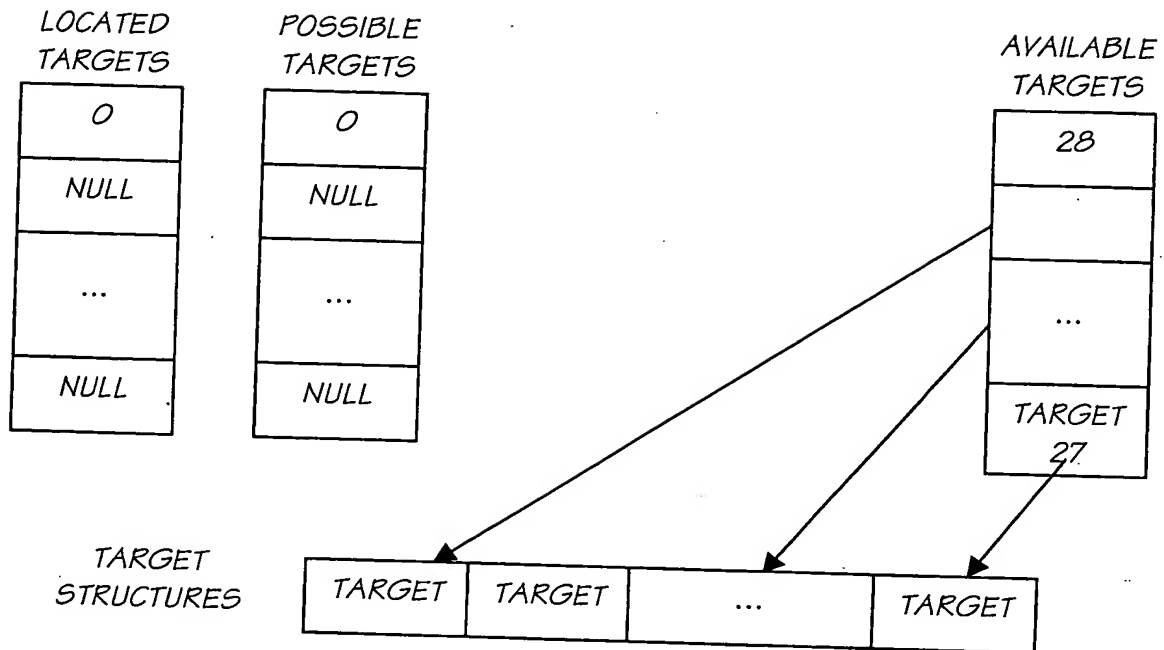 LOCATED
TARGETS
0
NULL
...
NULL
POSSIBLE
TARGETS
0
NULL
...
NULL
AVAILABLE
TARGETS
28
...
TARGET
27
TARGET
STRUCTURES
TARGET
TARGET
...
TARGET